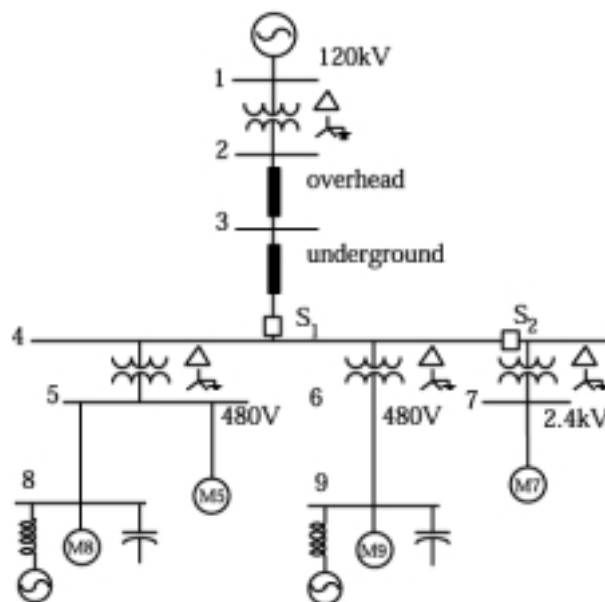 120kV
1
2
overhead
3
underground
S1
S2
4
5
480V
6
480V
7
2.4kV
M5
M7
8
M8
9
M9